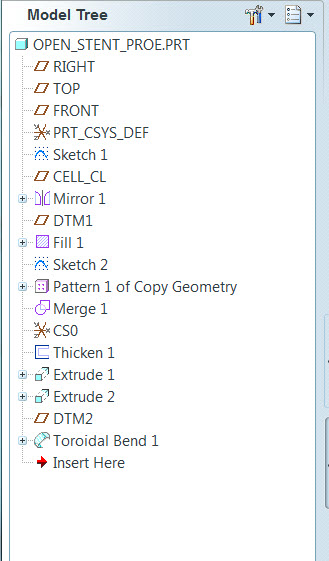 Model Tree
OPEN_STENT_PROE.PRT
RIGHT
TOP
FRONT
PRT_CSYS_DEF
Sketch 1
CELL_CL
Mirror 1
DTM1
Fill 1
Sketch 2
Pattern 1 of Copy Geometry
Merge 1
CS0
Thicken 1
Extrude 1
Extrude 2
DTM2
Toroidal Bend 1
Insert Here